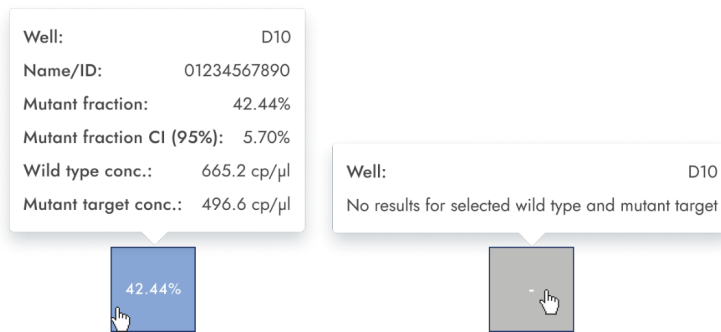 Well: D10
Name/ID: 01234567890
Mutant fraction: 42.44%
Mutant fraction CI (95%): 5.70%
Wild type conc.: 665.2 cp/µl
Mutant target conc.: 496.6 cp/µl
42.44%
Well: D10
No results for selected wild type and mutant target
-